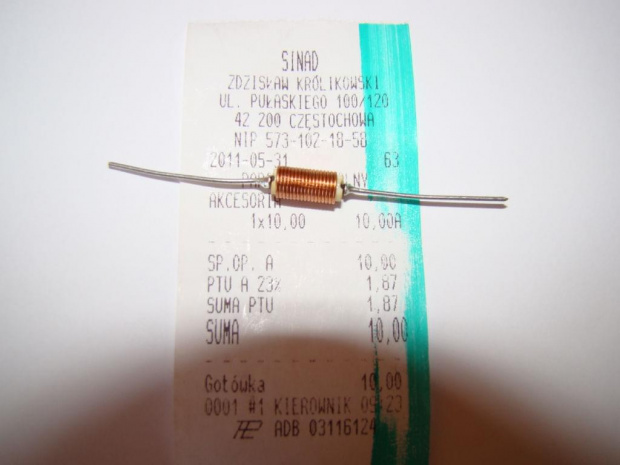 SINAD
ZDZISŁAW KRÓLIKOWSKI
UL. PUŁASKIEGO 100/120
42 200 CZĘSTOCHOWA
NIP 573-102-18-58
2011-05-31 63
AKCESORIA
1x10,00 10,00A
SP.OP. A 10,00
PTU A 23% 1,87
SUMA PTU 1,87
SUMA 10,00
Gotówka 10,00
0001 #1 KIEROWNIK 09:23
ADB 03116124